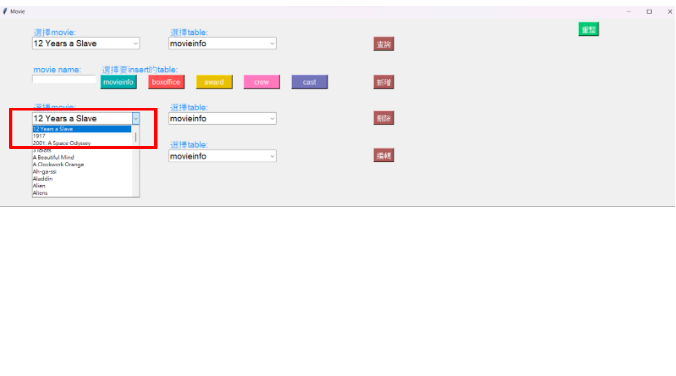 Movie
重整
選擇movie: 選擇table:
12 Years a Slave movieinfo 查詢
movie name: 選擇要insert的table:
movieinfo boxoffice award crew cast 新增
選擇movie: 選擇table:
12 Years a Slave movieinfo 刪除
12 Years a Slave
1917
2001: A Space Odyssey
3 Idiots
A Beautiful Mind
A Clockwork Orange
Ah-ga-ssi
Aladdin
Alien
Aliens
選擇table:
movieinfo 編輯